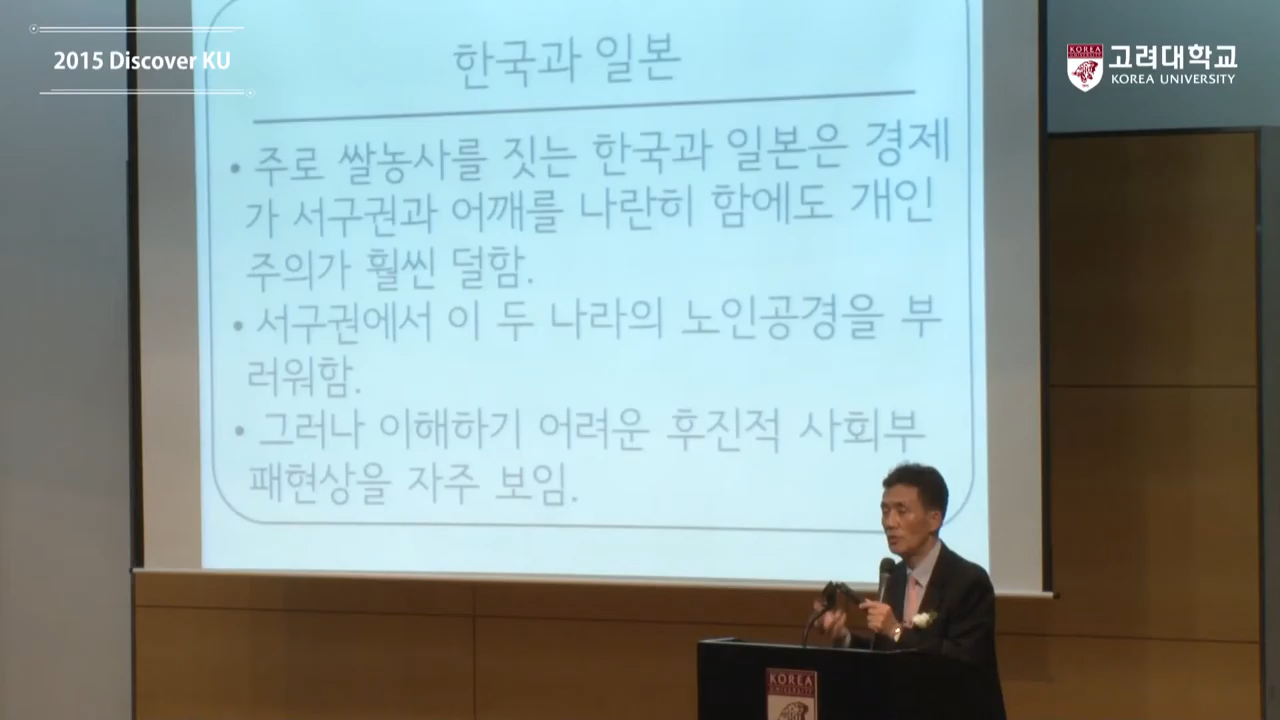 2015 Discover KU
KOREA
고려대학교
KOREA UNIVERSITY
한국과 일본
• 주로 쌀농사를 짓는 한국과 일본은 경제
가 서구권과 어깨를 나란히 함에도 개인
주의가 훨씬 덜함.
• 서구권에서 이 두 나라의 노인공경을 부
러워함.
• 그러나 이해하기 어려운 후진적 사회부
패현상을 자주 보임.
KOREA
UNIVERSITY